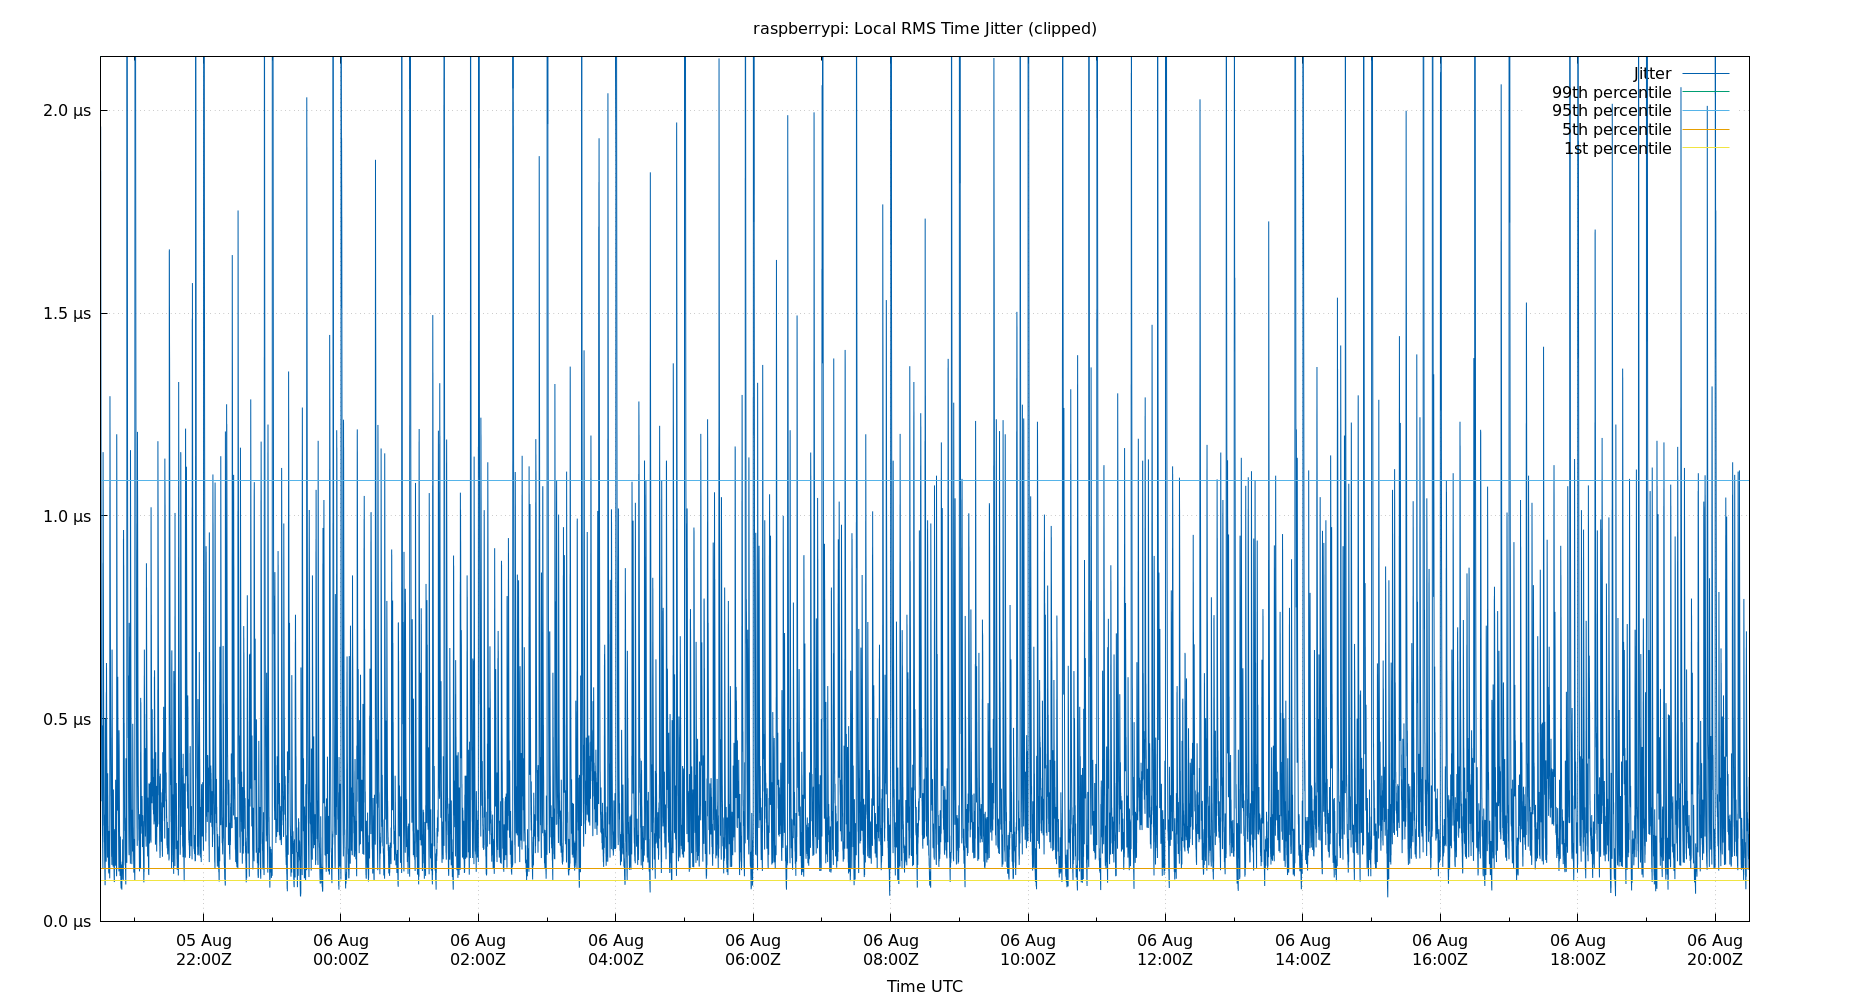 raspberrypi: Local RMS Time Jitter (clipped)
Jitter
99th percentile
95th percentile
5th percentile
1st percentile
2.0 μs
1.5 μs
1.0 μs
0.5 μs
0.0 μs
05 Aug 06 Aug 06 Aug 06 Aug 06 Aug 06 Aug 06 Aug 06 Aug 06 Aug 06 Aug 06 Aug 06 Aug
22:00Z 00:00Z 02:00Z 04:00Z 06:00Z 08:00Z 10:00Z 12:00Z 14:00Z 16:00Z 18:00Z 20:00Z
Time UTC